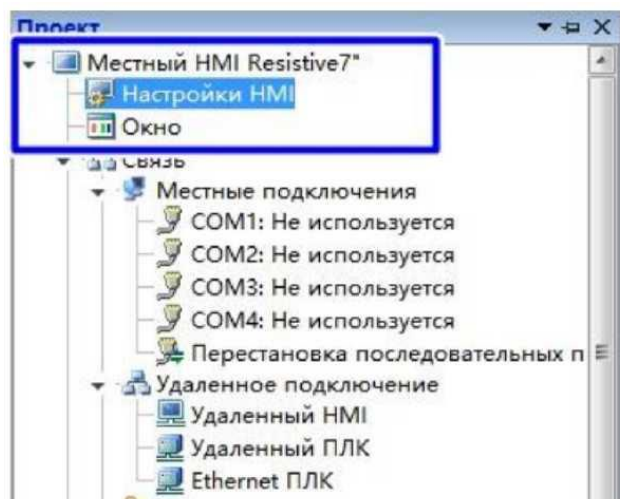 Проект
Местный HMI Resistive7"
Настройки HMI
Окно
Связь
Местные подключения
COM1: Не используется
COM2: Не используется
COM3: Не используется
COM4: Не используется
Перестановка последовательных п
Удаленное подключение
Удаленный HMI
Удаленный ПЛК
Ethernet ПЛК